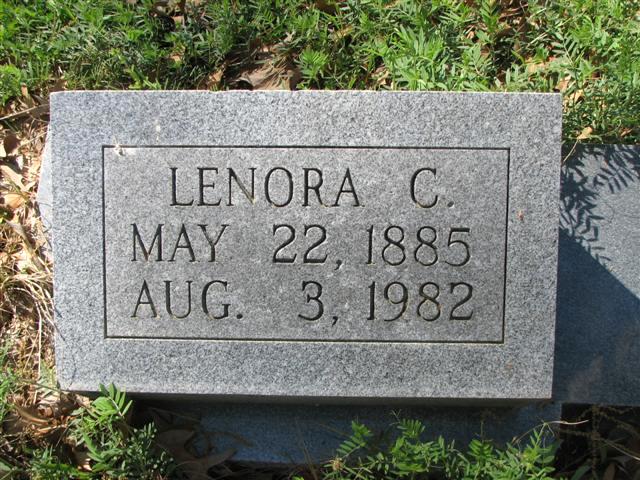 LENORA C.
MAY 22, 1885
AUG. 3, 1982